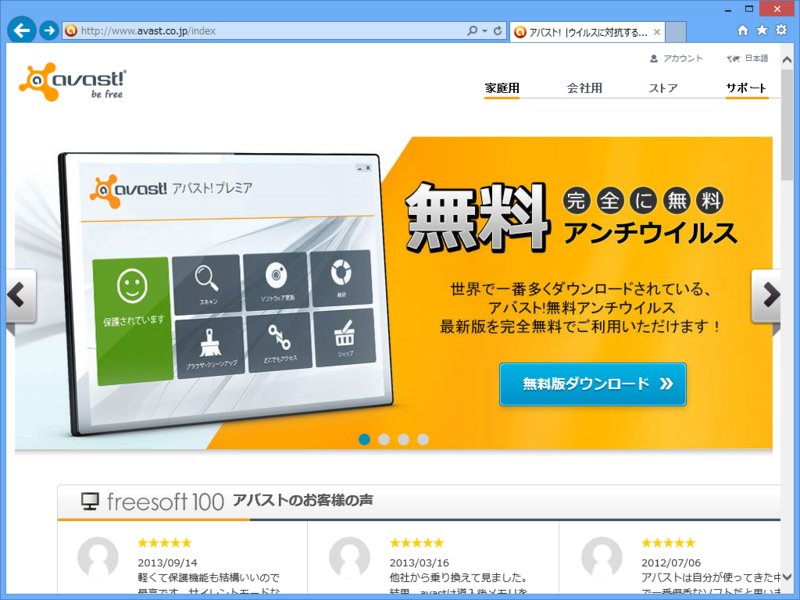 http://www.avast.co.jp/index
アバスト! |ウイルスに対抗する...
avast!
be free
アカウント
日本語
家庭用
会社用
ストア
サポート
avast! アバスト!プレミア
保護されています
スキャン
ソフトウェア更新
ブラウザ・クリーンアップ
どこでもアクセス
ショップ
無料
完全に無料
アンチウイルス
世界で一番多くダウンロードされている、
アバスト!無料アンチウイルス
最新版を完全無料でご利用いただけます！
無料版ダウンロード
freesoft 100 アバストのお客様の声
2013/09/14
軽くて保護機能も結構いいので
2013/03/16
他社から乗り換えて見ました。
2012/07/06
アバストは自分が使ってきた中